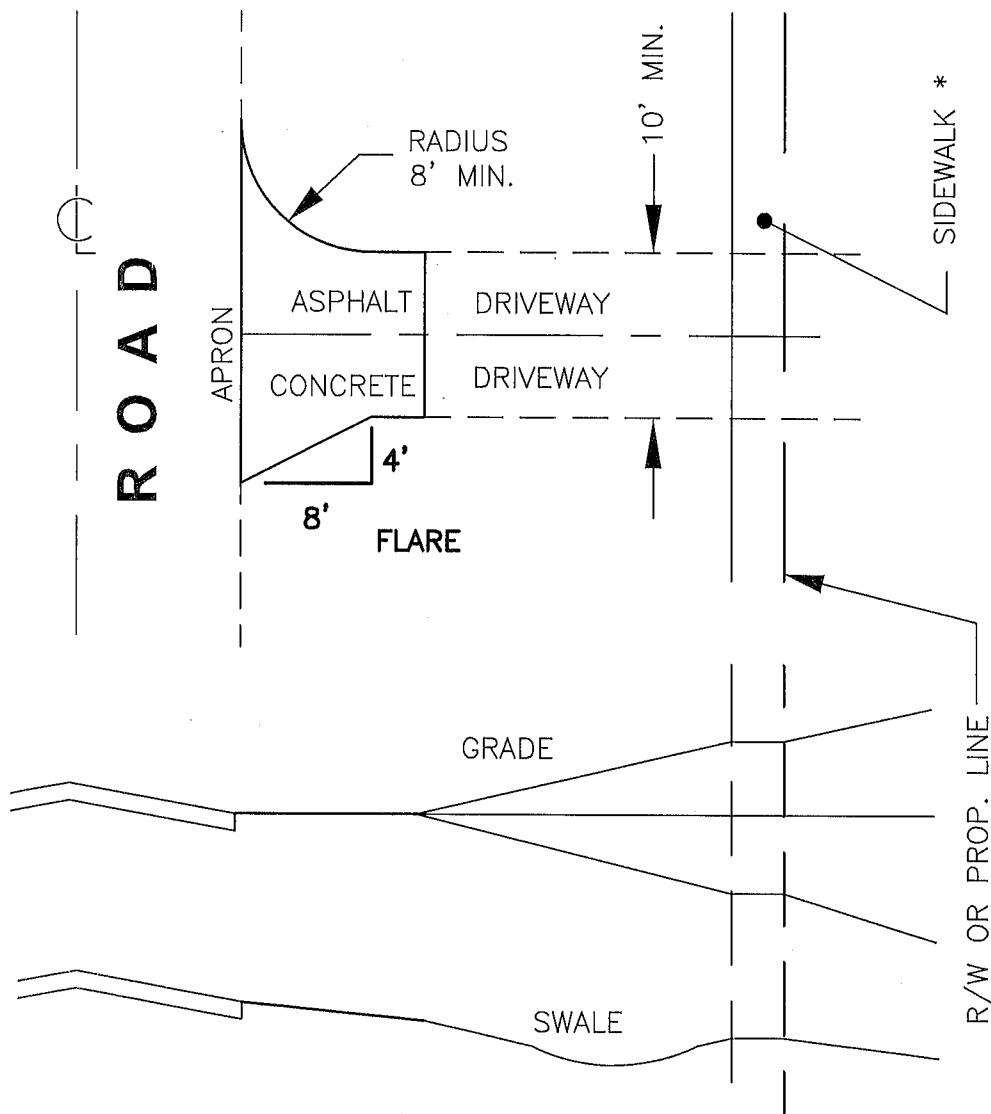 10' MIN.
SIDEWALK *
RADIUS
8' MIN.
℄
ROAD
APRON
ASPHALT
DRIVEWAY
CONCRETE
DRIVEWAY
4'
8'
FLARE
GRADE
R/W OR PROP. LINE
SWALE